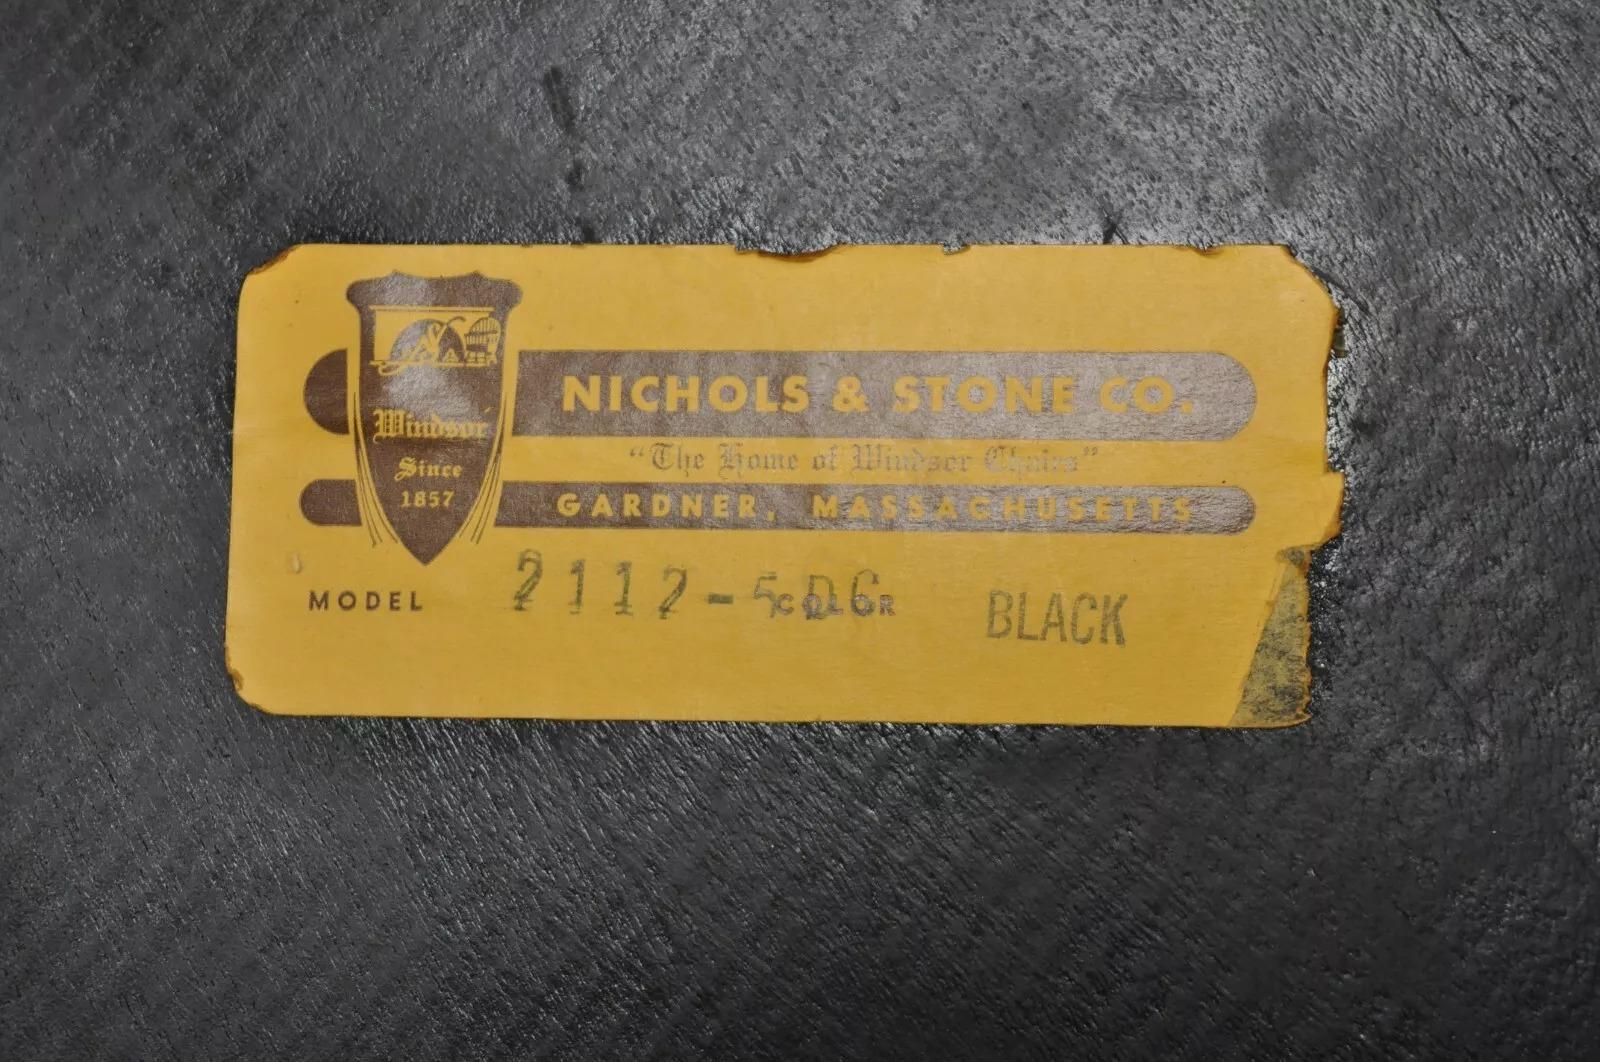 Windsor
Since
1857
NICHOLS & STONE CO.
“The Home of Windsor Chairs”
GARDNER, MASSACHUSETTS
MODEL 2112-5DG COLOR BLACK